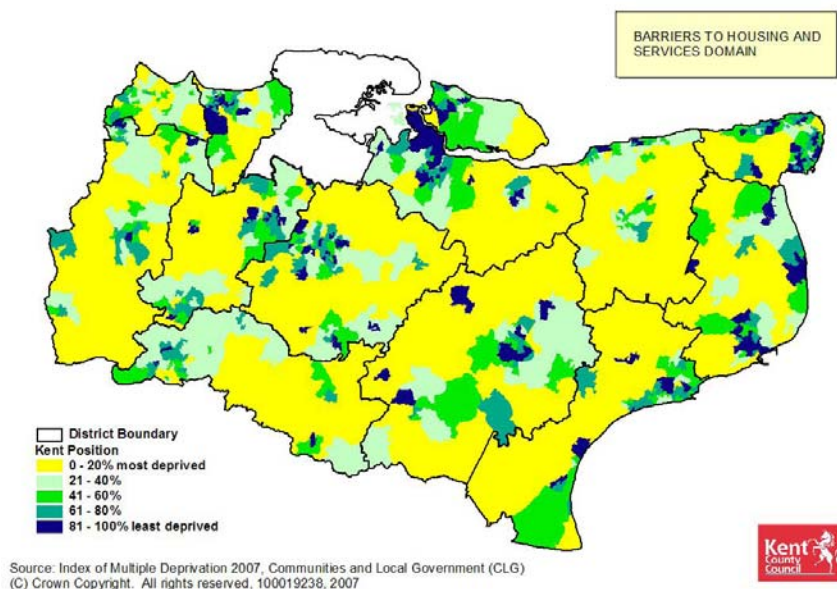 BARRIERS TO HOUSING AND
SERVICES DOMAIN
District Boundary
Kent Position
0 - 20% most deprived
21 - 40%
41 - 60%
61 - 80%
81 - 100% least deprived
Kent
County
Council
Source: Index of Multiple Deprivation 2007, Communities and Local Government (CLG)
(C) Crown Copyright. All rights reserved, 100019238, 2007